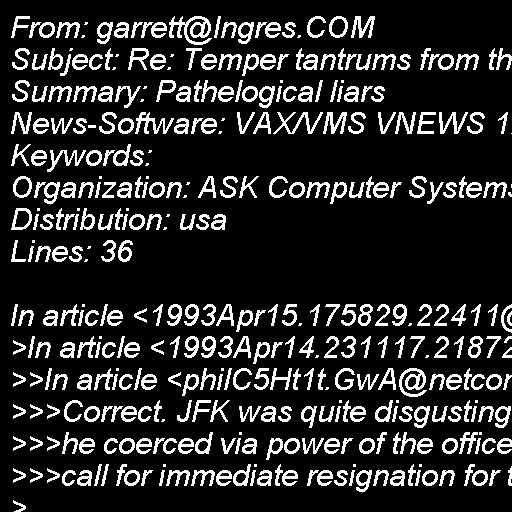 From: garrett@Ingres.COM
Subject: Re: Temper tantrums from th
Summary: Pathelogical liars
News-Software: VAX/VMS VNEWS 1
Keywords:
Organization: ASK Computer Systems
Distribution: usa
Lines: 36

In article <1993Apr15.175829.22411@
>In article <1993Apr14.231117.21872
>>In article <philC5Ht1t.GwA@netcor
>>>Correct. JFK was quite disgusting
>>>he coerced via power of the office
>>>call for immediate resignation for t
>